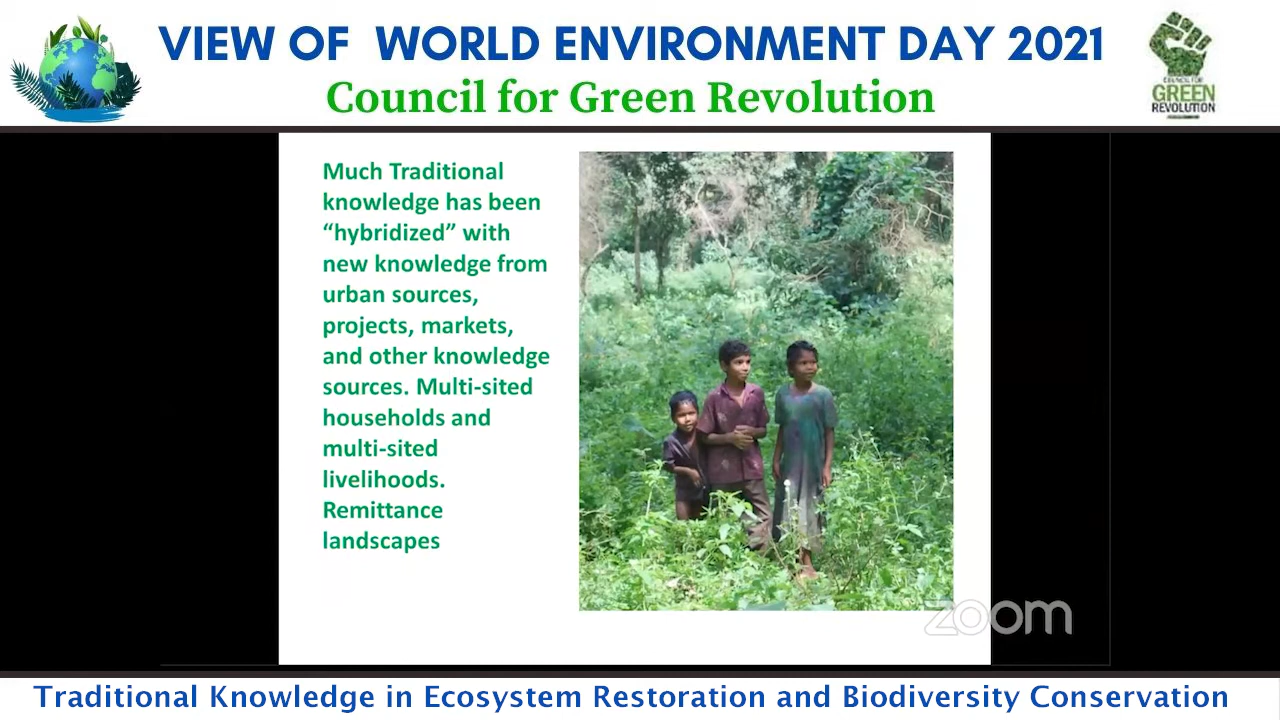 VIEW OF WORLD ENVIRONMENT DAY 2021
Council for Green Revolution
COUNCIL FOR
GREEN
REVOLUTION
Much Traditional
knowledge has been
“hybridized” with
new knowledge from
urban sources,
projects, markets,
and other knowledge
sources. Multi-sited
households and
multi-sited
livelihoods.
Remittance
landscapes
zoom
Traditional Knowledge in Ecosystem Restoration and Biodiversity Conservation